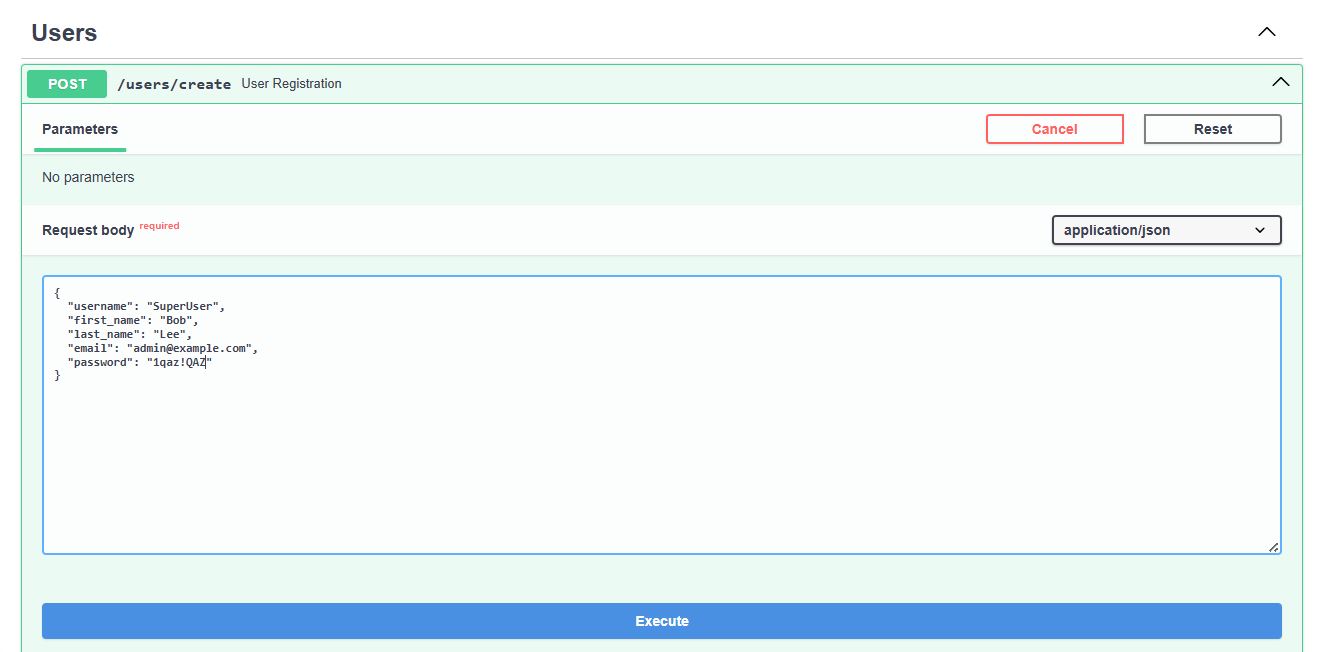 Users
POST /users/create User Registration
Parameters Cancel Reset
No parameters
Request body required application/json
{
"username": "SuperUser",
"first_name": "Bob",
"last_name": "Lee",
"email": "admin@example.com",
"password": "1qaz!QAZ"
}
Execute